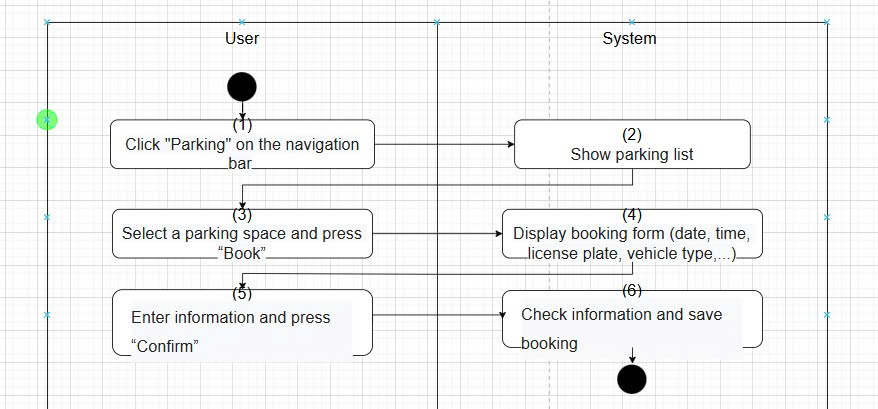 User
System
(1)
Click "Parking" on the navigation
bar
(2)
Show parking list
(3)
Select a parking space and press
“Book”
(4)
Display booking form (date, time,
license plate, vehicle type,...)
(5)
Enter information and press
“Confirm”
(6)
Check information and save
booking